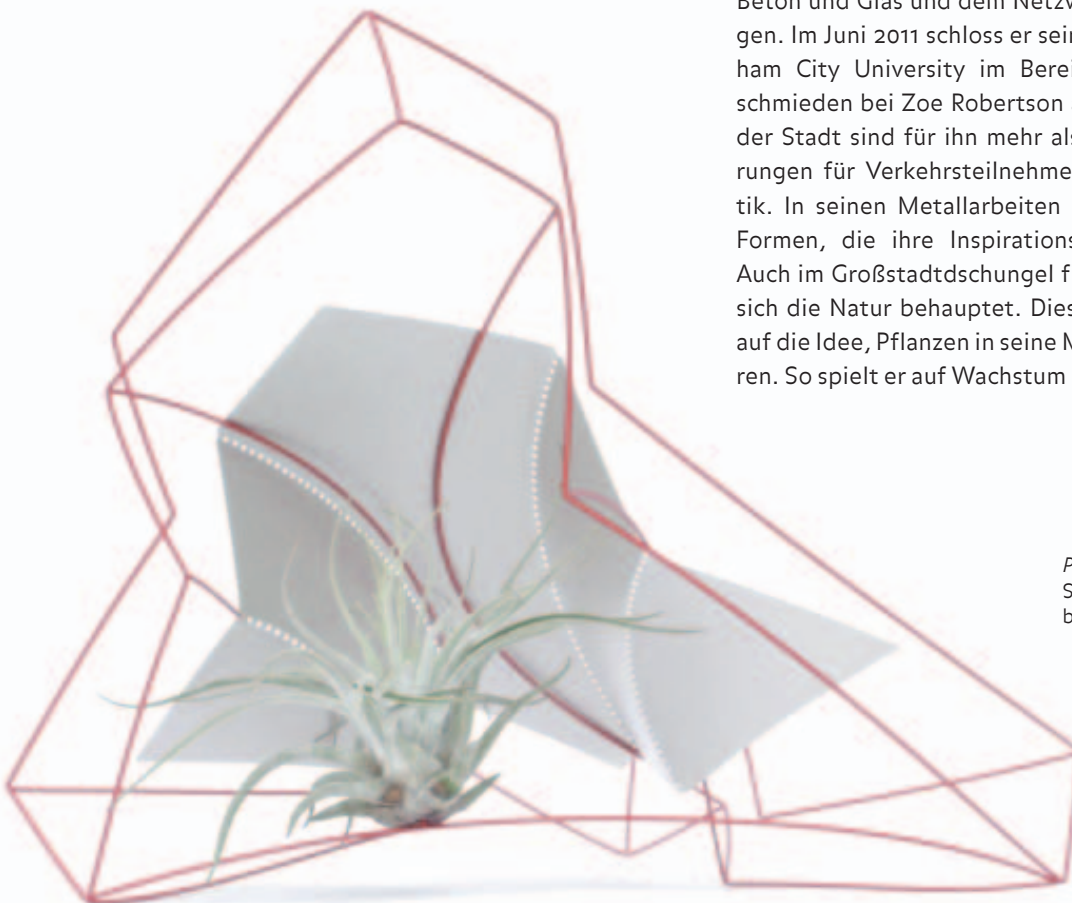 Beton und Glas und dem Netzw
gen. Im Juni 2011 schloss er sein
ham City University im Berei
schmieden bei Zoe Robertson
der Stadt sind für ihn mehr als
rungen für Verkehrsteilnehme
tik. In seinen Metallarbeiten
Formen, die ihre Inspirations
Auch im Großstadtdschungel f
sich die Natur behauptet. Dies
auf die Idee, Pflanzen in seine M
ren. So spielt er auf Wachstum
P
S
b